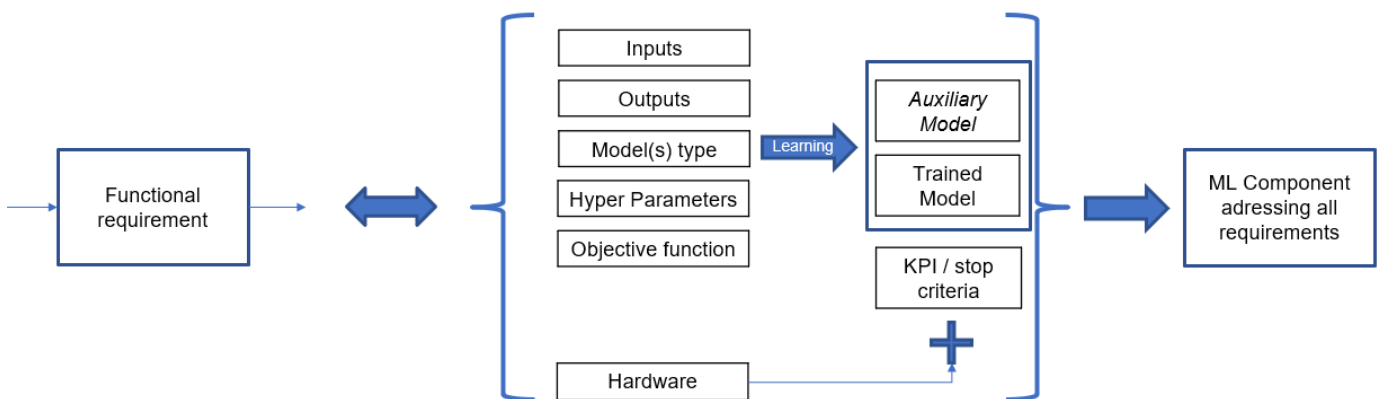 Functional
requirement
Inputs
Outputs
Model(s) type
Hyper Parameters
Objective function
Hardware
Learning
Auxiliary
Model
Trained
Model
KPI / stop
criteria
ML Component
adressing all
requirements